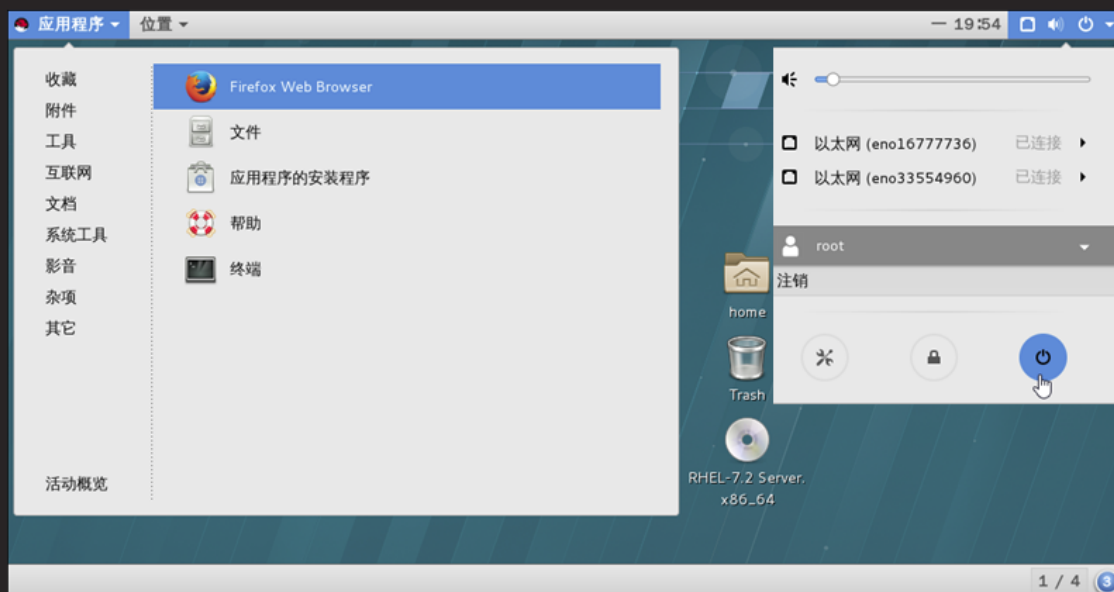 应用程序 位置 一 19:54
收藏
附件
工具
互联网
文档
系统工具
影音
杂项
其它
活动概览
Firefox Web Browser
文件
应用程序的安装程序
帮助
终端
以太网 (eno16777736) 已连接
以太网 (eno33554960) 已连接
root
注销
home
Trash
RHEL-7.2 Server.
x86_64
1 / 4 3